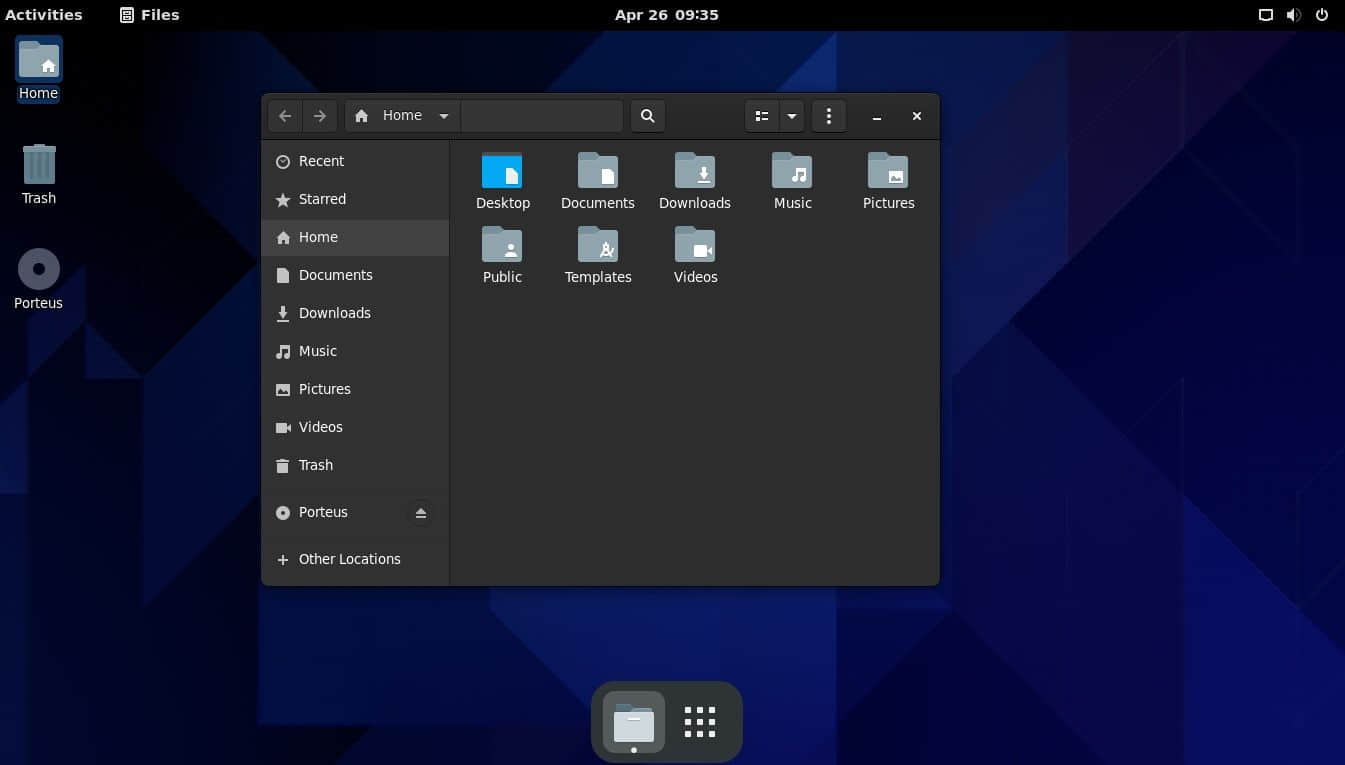 Activities Files Apr 26 09:35
Home
Trash
Porteus
Home
Recent
Starred
Home
Documents
Downloads
Music
Pictures
Videos
Trash
Porteus
Other Locations
Desktop Documents Downloads Music Pictures
Public Templates Videos